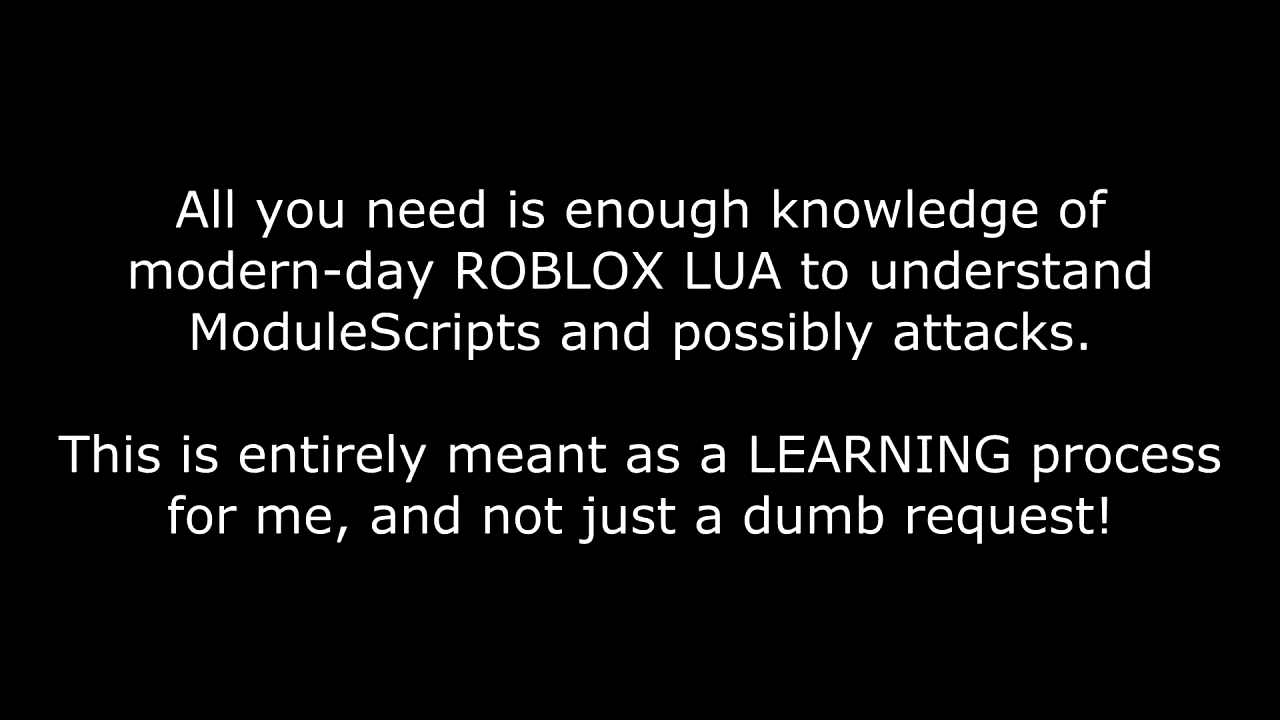 All you need is enough knowledge of
modern-day ROBLOX LUA to understand
ModuleScripts and possibly attacks.
This is entirely meant as a LEARNING process
for me, and not just a dumb request!